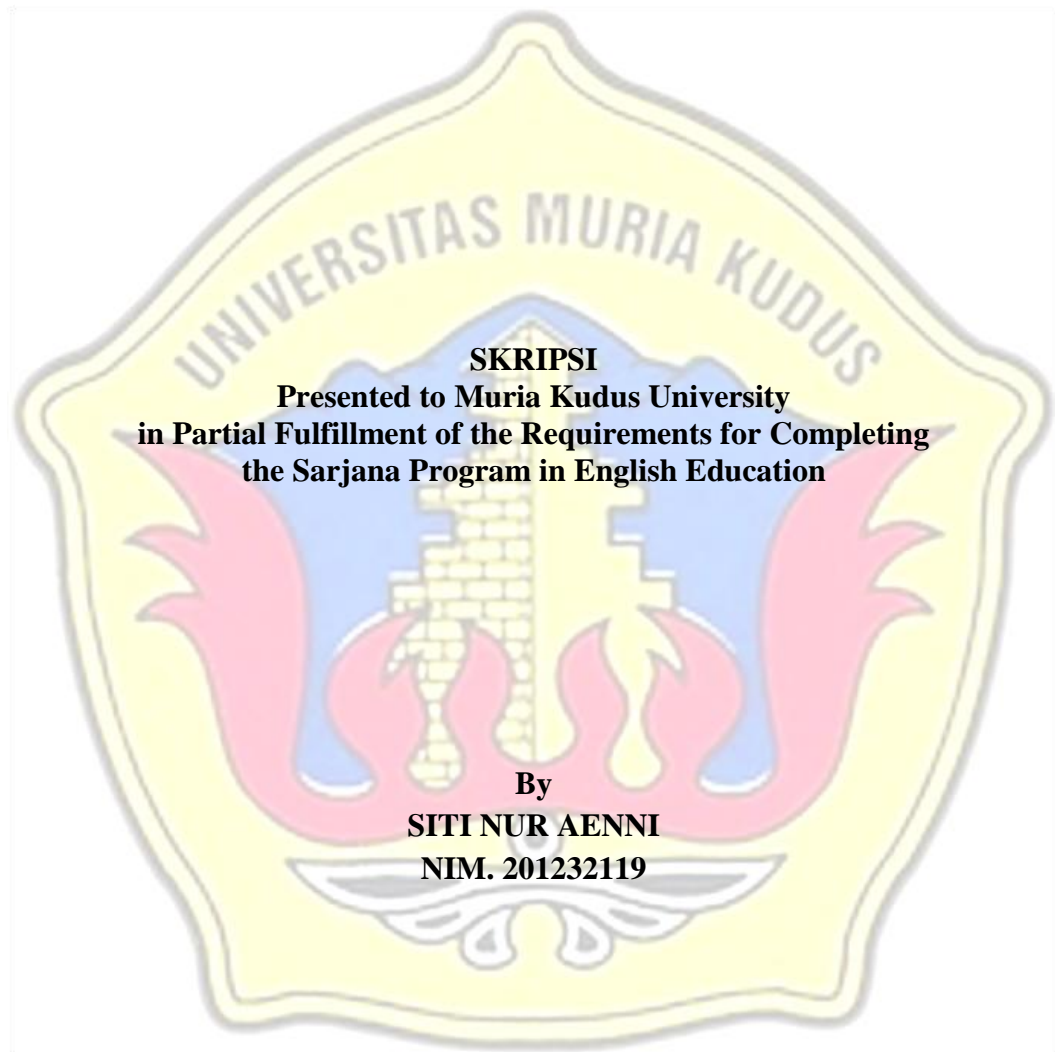 UNIVERSITAS MURIA KUDUS
SKRIPSI
Presented to Muria Kudus University
in Partial Fulfillment of the Requirements for Completing
the Sarjana Program in English Education
By
SITI NUR AENNI
NIM. 201232119